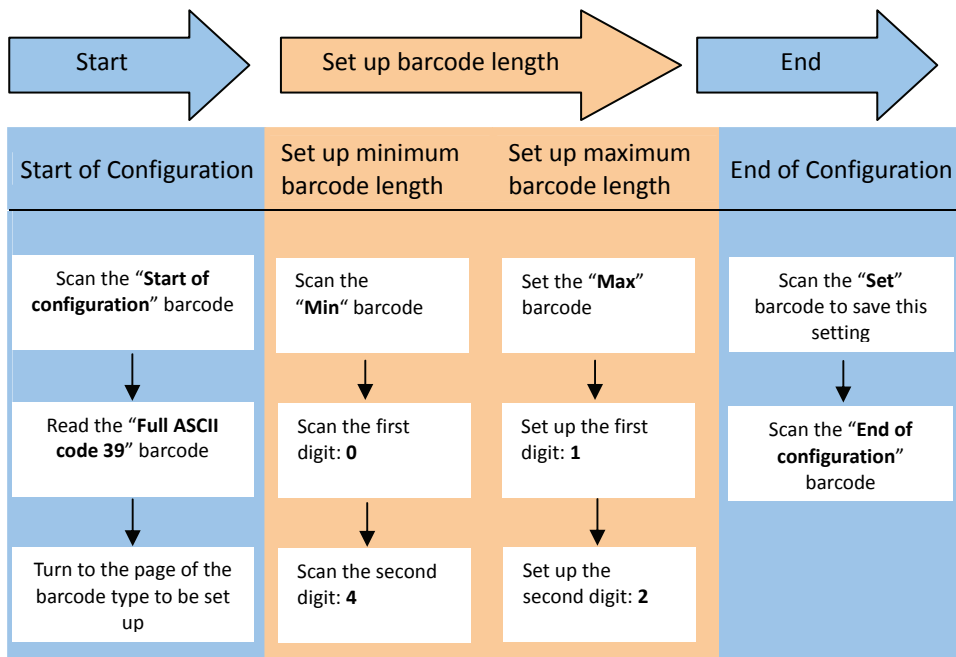 Start
Set up barcode length
End
Start of Configuration
Set up minimum
barcode length
Set up maximum
barcode length
End of Configuration
Scan the “Start of
configuration” barcode
Read the “Full ASCII
code 39” barcode
Turn to the page of the
barcode type to be set
up
Scan the
“Min“ barcode
Scan the first
digit: 0
Scan the second
digit: 4
Set the “Max”
barcode
Set up the first
digit: 1
Set up the
second digit: 2
Scan the “Set”
barcode to save this
setting
Scan the “End of
configuration”
barcode